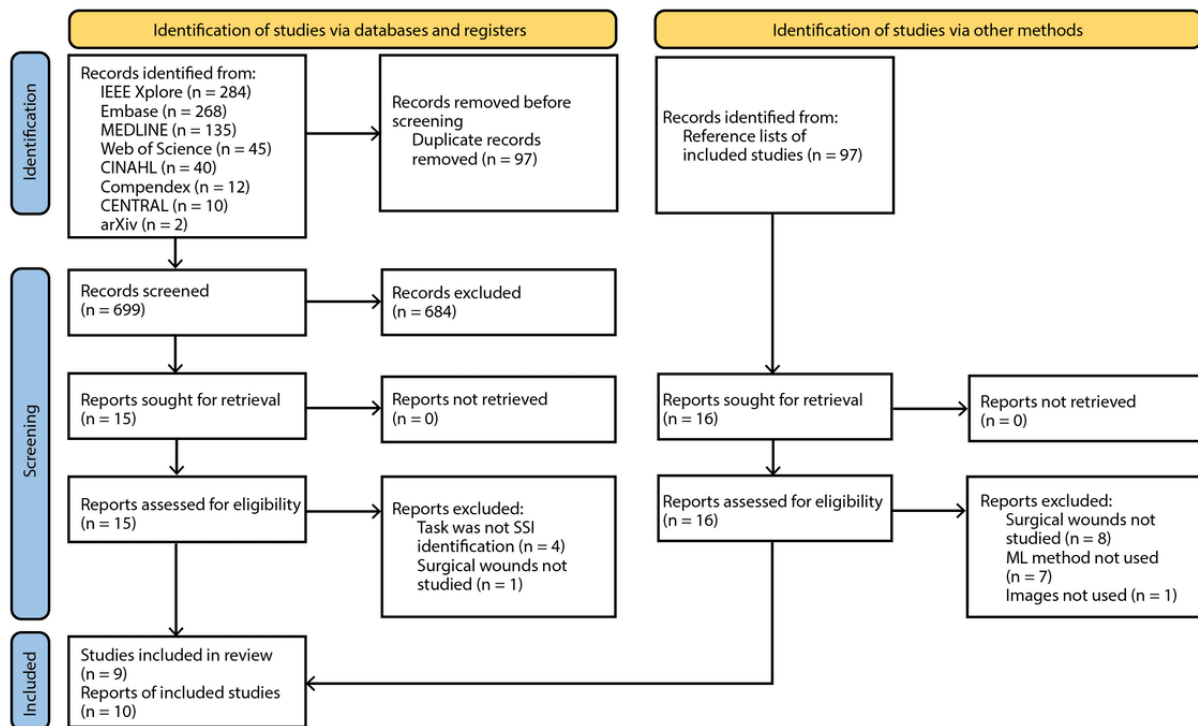 Identification of studies via databases and registers
Identification of studies via other methods
Identification
Records identified from:
IEEE Xplore (n = 284)
Embase (n = 268)
MEDLINE (n = 135)
Web of Science (n = 45)
CINAHL (n = 40)
Compendex (n = 12)
CENTRAL (n = 10)
arXiv (n = 2)
Records removed before
screening
Duplicate records
removed (n = 97)
Records identified from:
Reference lists of
included studies (n = 97)
Screening
Records screened
(n = 699)
Records excluded
(n = 684)
Reports sought for retrieval
(n = 15)
Reports not retrieved
(n = 0)
Reports sought for retrieval
(n = 16)
Reports not retrieved
(n = 0)
Reports assessed for eligibility
(n = 15)
Reports excluded:
Task was not SSI
identification (n = 4)
Surgical wounds not
studied (n = 1)
Reports assessed for eligibility
(n = 16)
Reports excluded:
Surgical wounds not
studied (n = 8)
ML method not used
(n = 7)
Images not used (n = 1)
Included
Studies included in review
(n = 9)
Reports of included studies
(n = 10)